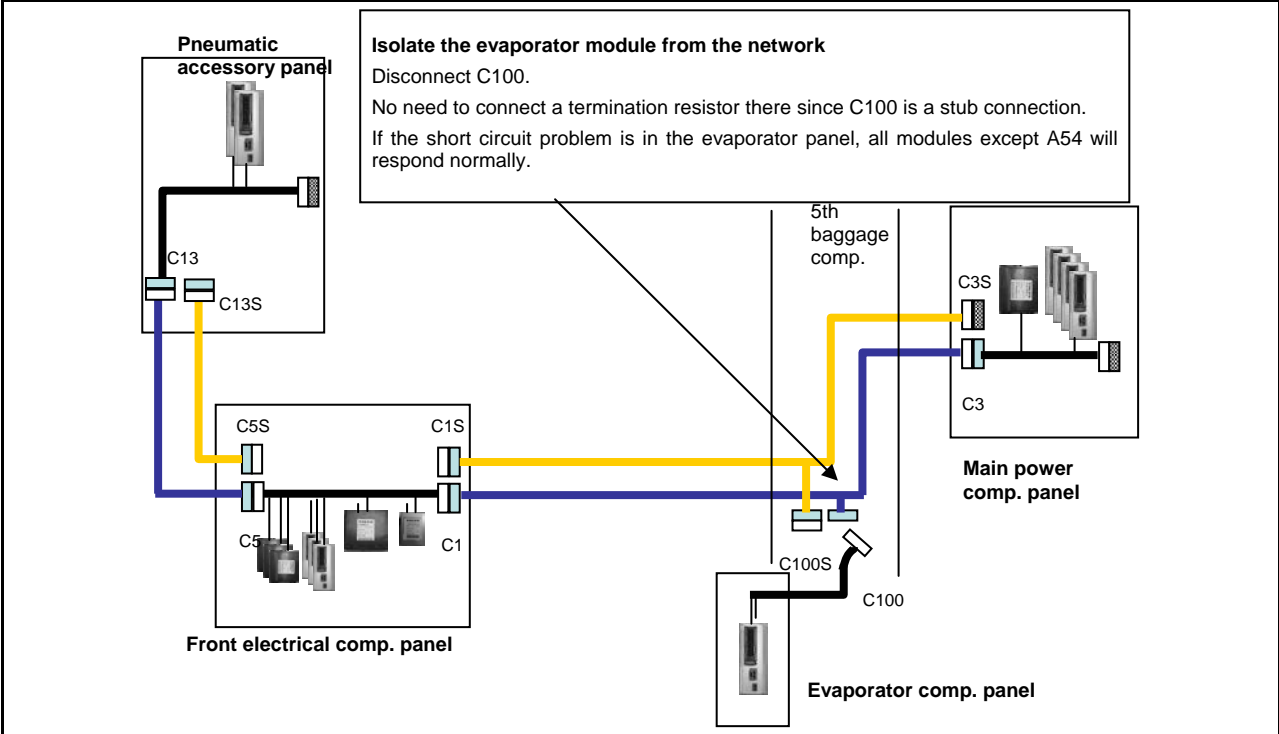 Pneumatic
accessory panel
Isolate the evaporator module from the network
Disconnect C100.
No need to connect a termination resistor there since C100 is a stub connection.
If the short circuit problem is in the evaporator panel, all modules except A54 will
respond normally.
5th
baggage
comp.
C13
C13S
C3S
C3
C5S
C1S
C5
C1
Main power
comp. panel
C100S
C100
Front electrical comp. panel
Evaporator comp. panel